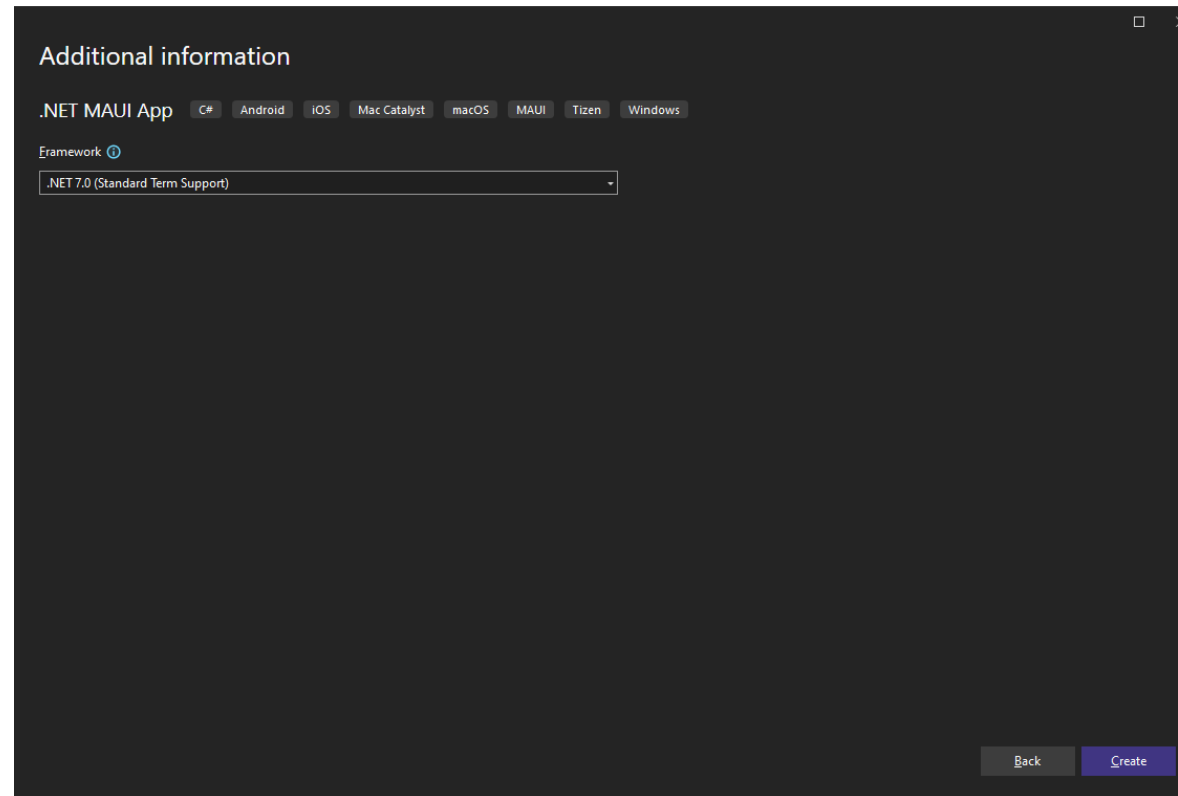 Additional information
.NET MAUI App C# Android iOS Mac Catalyst macOS MAUI Tizen Windows
Framework
.NET 7.0 (Standard Term Support)
Back Create